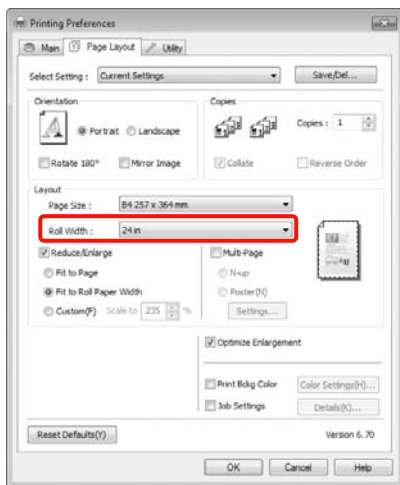 Printing Preferences
Main Page Layout Utility
Select Setting : Current Settings Save/Del...
Orientation Copies
Portrait Landscape Copies : 1
Rotate 180° Mirror Image Collate Reverse Order
Layout
Page Size : B4 257 x 364 mm
Roll Width : 24 in
Reduce/Enlarge Multi-Page
Fit to Page N-up
Fit to Roll Paper Width Poster(N)
Custom(F) Scale to 235 % Settings...
Optimize Enlargement
Print Bckg Color Color Settings(H)...
Job Settings Details(K)...
Reset Defaults(Y) Version 6.70
OK Cancel Help